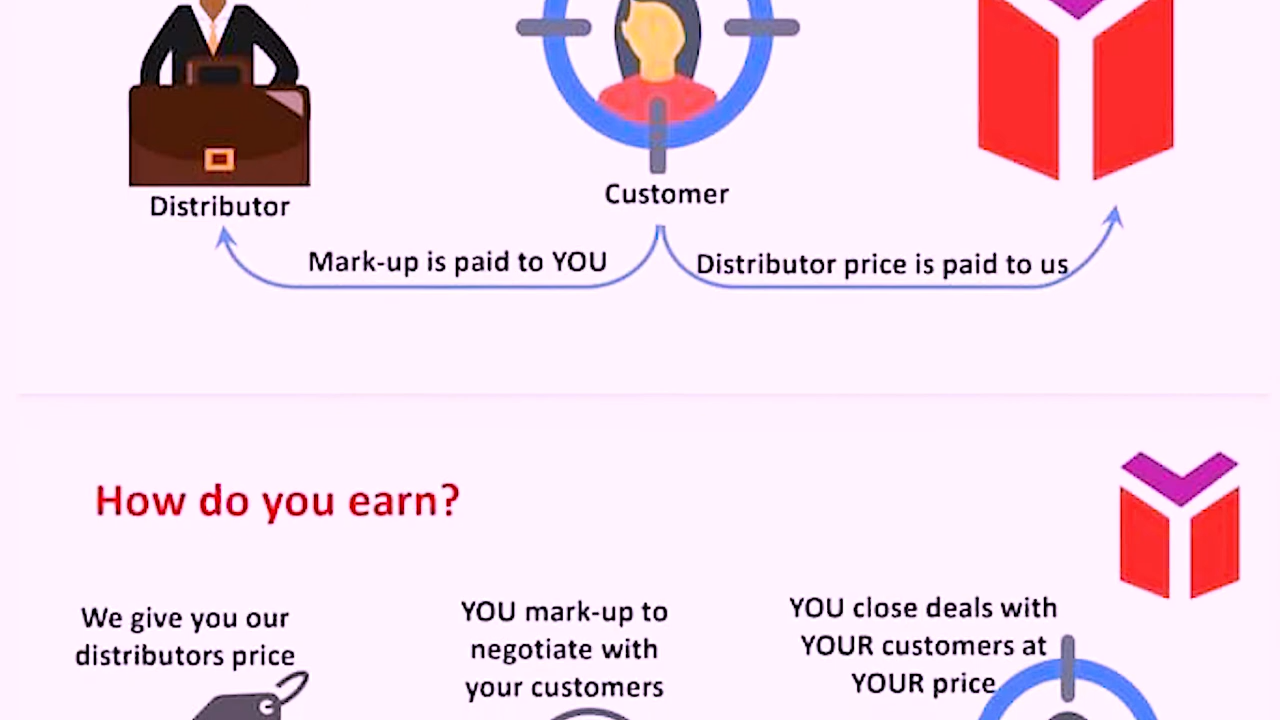 Distributor
Customer
Mark-up is paid to YOU
Distributor price is paid to us
How do you earn?
We give you our
distributors price
YOU mark-up to
negotiate with
your customers
YOU close deals with
YOUR customers at
YOUR price